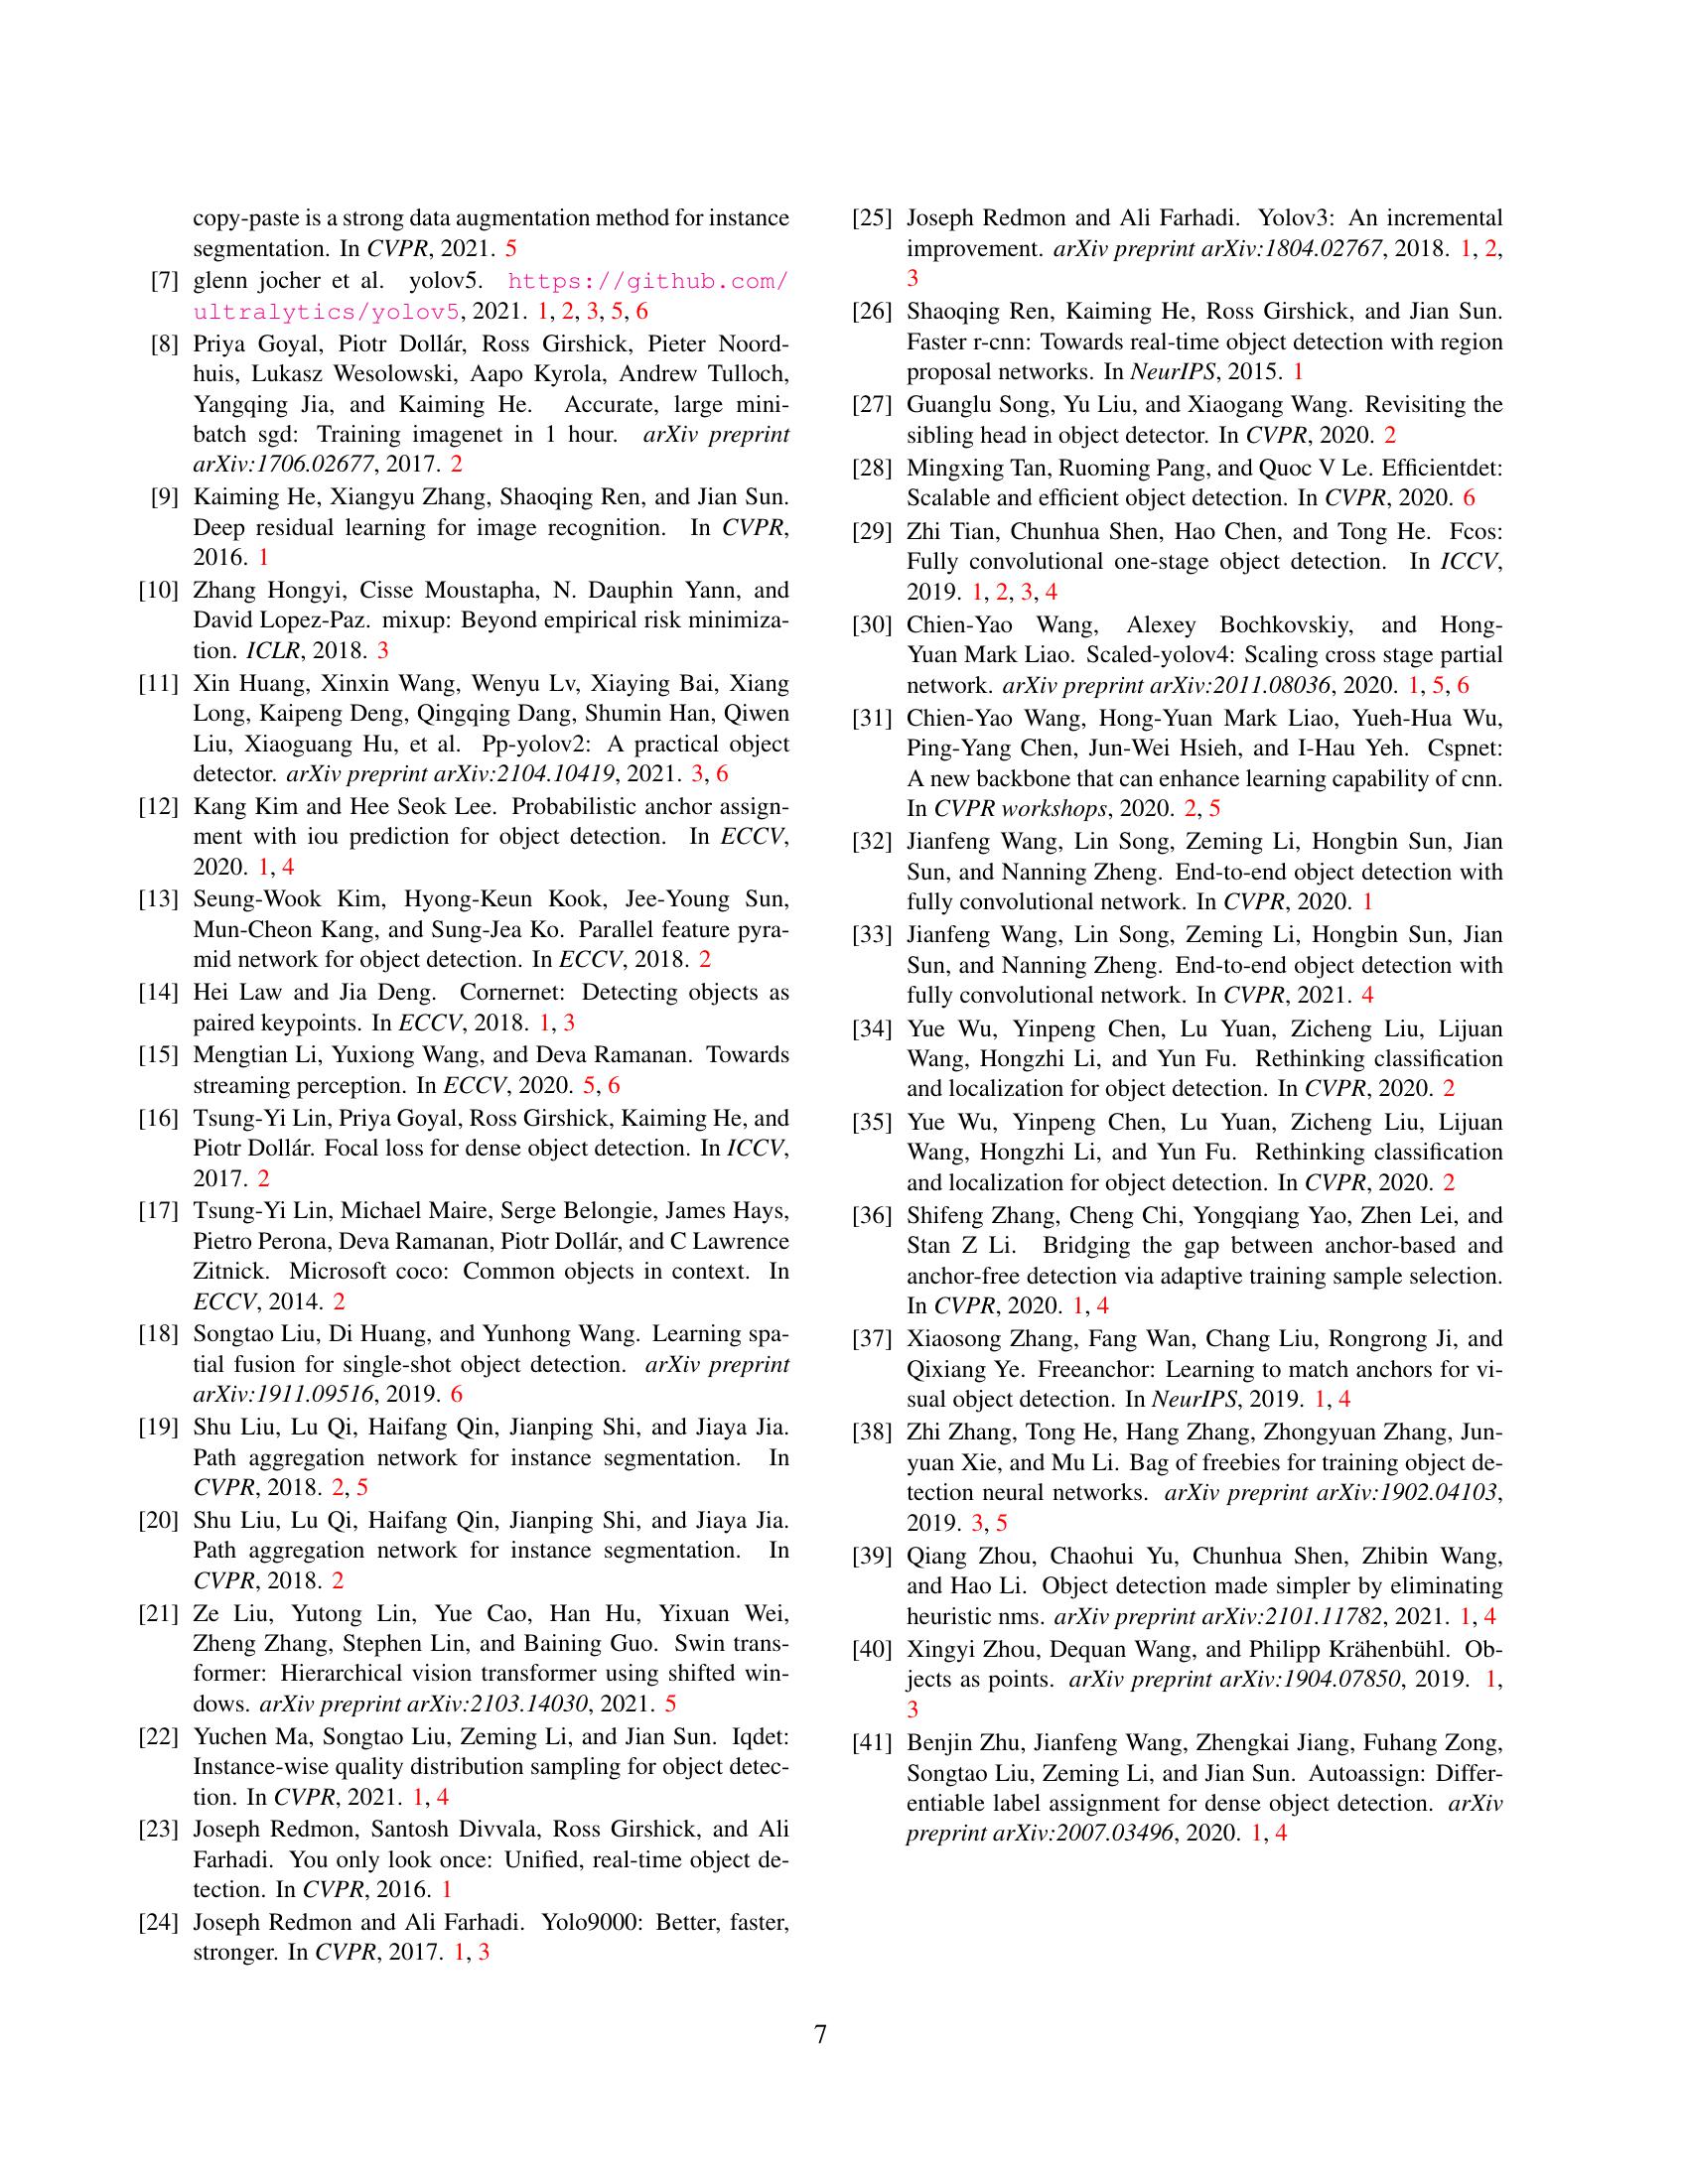 copy-paste is a strong data augmentation method for instance
segmentation. In CVPR, 2021. 5
[7] glenn jocher et al. yolov5. https://github.com/
ultralytics/yolov5, 2021. 1, 2, 3, 5, 6
[8] Priya Goyal, Piotr Dollár, Ross Girshick, Pieter Noord-
huis, Lukasz Wesolowski, Aapo Kyrola, Andrew Tulloch,
Yangqing Jia, and Kaiming He. Accurate, large mini-
batch sgd: Training imagenet in 1 hour. arXiv preprint
arXiv:1706.02677, 2017. 2
[9] Kaiming He, Xiangyu Zhang, Shaoqing Ren, and Jian Sun.
Deep residual learning for image recognition. In CVPR,
2016. 1
[10] Zhang Hongyi, Cisse Moustapha, N. Dauphin Yann, and
David Lopez-Paz. mixup: Beyond empirical risk minimiza-
tion. ICLR, 2018. 3
[11] Xin Huang, Xinxin Wang, Wenyu Lv, Xiaying Bai, Xiang
Long, Kaipeng Deng, Qingqing Dang, Shumin Han, Qiwen
Liu, Xiaoguang Hu, et al. Pp-yolov2: A practical object
detector. arXiv preprint arXiv:2104.10419, 2021. 3, 6
[12] Kang Kim and Hee Seok Lee. Probabilistic anchor assign-
ment with iou prediction for object detection. In ECCV,
2020. 1, 4
[13] Seung-Wook Kim, Hyong-Keun Kook, Jee-Young Sun,
Mun-Cheon Kang, and Sung-Jea Ko. Parallel feature pyra-
mid network for object detection. In ECCV, 2018. 2
[14] Hei Law and Jia Deng. Cornernet: Detecting objects as
paired keypoints. In ECCV, 2018. 1, 3
[15] Mengtian Li, Yuxiong Wang, and Deva Ramanan. Towards
streaming perception. In ECCV, 2020. 5, 6
[16] Tsung-Yi Lin, Priya Goyal, Ross Girshick, Kaiming He, and
Piotr Dollár. Focal loss for dense object detection. In ICCV,
2017. 2
[17] Tsung-Yi Lin, Michael Maire, Serge Belongie, James Hays,
Pietro Perona, Deva Ramanan, Piotr Dollár, and C Lawrence
Zitnick. Microsoft coco: Common objects in context. In
ECCV, 2014. 2
[18] Songtao Liu, Di Huang, and Yunhong Wang. Learning spa-
tial fusion for single-shot object detection. arXiv preprint
arXiv:1911.09516, 2019. 6
[19] Shu Liu, Lu Qi, Haifang Qin, Jianping Shi, and Jiaya Jia.
Path aggregation network for instance segmentation. In
CVPR, 2018. 2, 5
[20] Shu Liu, Lu Qi, Haifang Qin, Jianping Shi, and Jiaya Jia.
Path aggregation network for instance segmentation. In
CVPR, 2018. 2
[21] Ze Liu, Yutong Lin, Yue Cao, Han Hu, Yixuan Wei,
Zheng Zhang, Stephen Lin, and Baining Guo. Swin trans-
former: Hierarchical vision transformer using shifted win-
dows. arXiv preprint arXiv:2103.14030, 2021. 5
[22] Yuchen Ma, Songtao Liu, Zeming Li, and Jian Sun. Iqdet:
Instance-wise quality distribution sampling for object detec-
tion. In CVPR, 2021. 1, 4
[23] Joseph Redmon, Santosh Divvala, Ross Girshick, and Ali
Farhadi. You only look once: Unified, real-time object de-
tection. In CVPR, 2016. 1
[24] Joseph Redmon and Ali Farhadi. Yolo9000: Better, faster,
stronger. In CVPR, 2017. 1, 3
[25] Joseph Redmon and Ali Farhadi. Yolov3: An incremental
improvement. arXiv preprint arXiv:1804.02767, 2018. 1, 2,
3
[26] Shaoqing Ren, Kaiming He, Ross Girshick, and Jian Sun.
Faster r-cnn: Towards real-time object detection with region
proposal networks. In NeurIPS, 2015. 1
[27] Guanglu Song, Yu Liu, and Xiaogang Wang. Revisiting the
sibling head in object detector. In CVPR, 2020. 2
[28] Mingxing Tan, Ruoming Pang, and Quoc V Le. Efficientdet:
Scalable and efficient object detection. In CVPR, 2020. 6
[29] Zhi Tian, Chunhua Shen, Hao Chen, and Tong He. Fcos:
Fully convolutional one-stage object detection. In ICCV,
2019. 1, 2, 3, 4
[30] Chien-Yao Wang, Alexey Bochkovskiy, and Hong-
Yuan Mark Liao. Scaled-yolov4: Scaling cross stage partial
network. arXiv preprint arXiv:2011.08036, 2020. 1, 5, 6
[31] Chien-Yao Wang, Hong-Yuan Mark Liao, Yueh-Hua Wu,
Ping-Yang Chen, Jun-Wei Hsieh, and I-Hau Yeh. Cspnet:
A new backbone that can enhance learning capability of cnn.
In CVPR workshops, 2020. 2, 5
[32] Jianfeng Wang, Lin Song, Zeming Li, Hongbin Sun, Jian
Sun, and Nanning Zheng. End-to-end object detection with
fully convolutional network. In CVPR, 2020. 1
[33] Jianfeng Wang, Lin Song, Zeming Li, Hongbin Sun, Jian
Sun, and Nanning Zheng. End-to-end object detection with
fully convolutional network. In CVPR, 2021. 4
[34] Yue Wu, Yinpeng Chen, Lu Yuan, Zicheng Liu, Lijuan
Wang, Hongzhi Li, and Yun Fu. Rethinking classification
and localization for object detection. In CVPR, 2020. 2
[35] Yue Wu, Yinpeng Chen, Lu Yuan, Zicheng Liu, Lijuan
Wang, Hongzhi Li, and Yun Fu. Rethinking classification
and localization for object detection. In CVPR, 2020. 2
[36] Shifeng Zhang, Cheng Chi, Yongqiang Yao, Zhen Lei, and
Stan Z Li. Bridging the gap between anchor-based and
anchor-free detection via adaptive training sample selection.
In CVPR, 2020. 1, 4
[37] Xiaosong Zhang, Fang Wan, Chang Liu, Rongrong Ji, and
Qixiang Ye. Freeanchor: Learning to match anchors for vi-
sual object detection. In NeurIPS, 2019. 1, 4
[38] Zhi Zhang, Tong He, Hang Zhang, Zhongyuan Zhang, Jun-
yuan Xie, and Mu Li. Bag of freebies for training object de-
tection neural networks. arXiv preprint arXiv:1902.04103,
2019. 3, 5
[39] Qiang Zhou, Chaohui Yu, Chunhua Shen, Zhibin Wang,
and Hao Li. Object detection made simpler by eliminating
heuristic nms. arXiv preprint arXiv:2101.11782, 2021. 1, 4
[40] Xingyi Zhou, Dequan Wang, and Philipp Krähenbühl. Ob-
jects as points. arXiv preprint arXiv:1904.07850, 2019. 1,
3
[41] Benjin Zhu, Jianfeng Wang, Zhengkai Jiang, Fuhang Zong,
Songtao Liu, Zeming Li, and Jian Sun. Autoassign: Differ-
entiable label assignment for dense object detection. arXiv
preprint arXiv:2007.03496, 2020. 1, 4
7